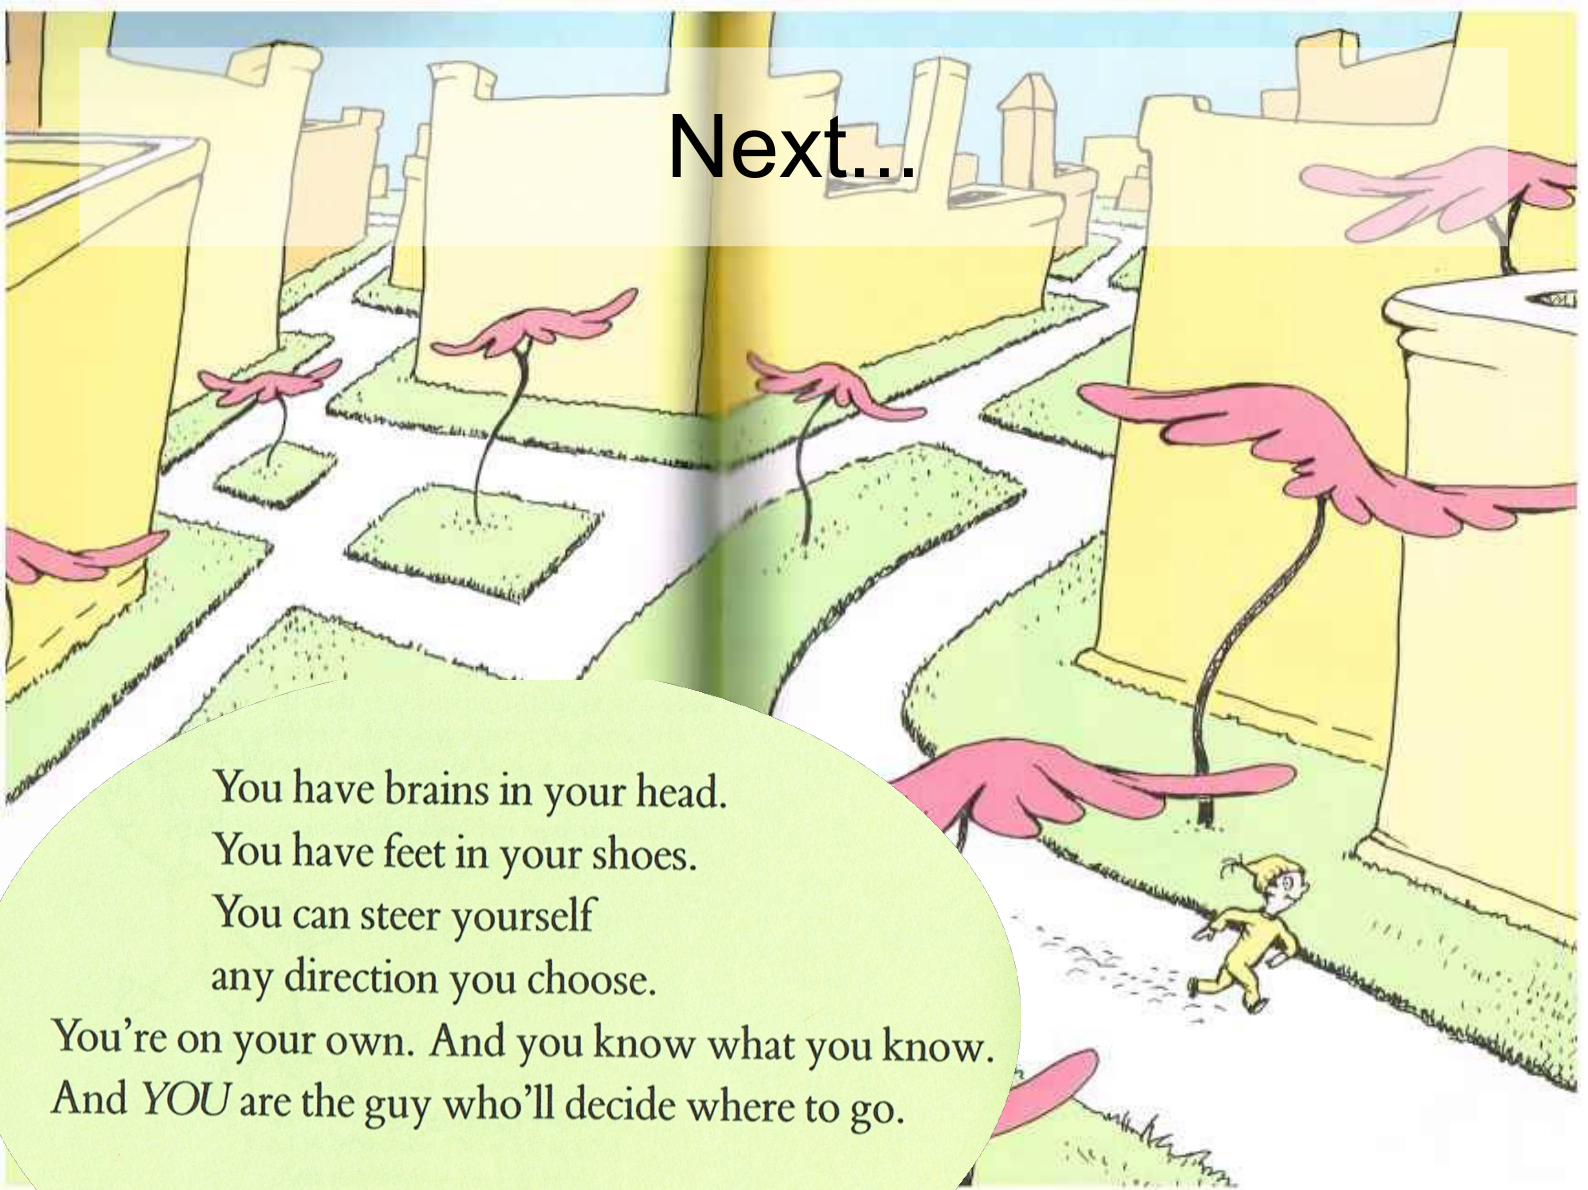 Next...
You have brains in your head.
You have feet in your shoes.
You can steer yourself
any direction you choose.
You're on your own. And you know what you know.
And YOU are the guy who'll decide where to go.